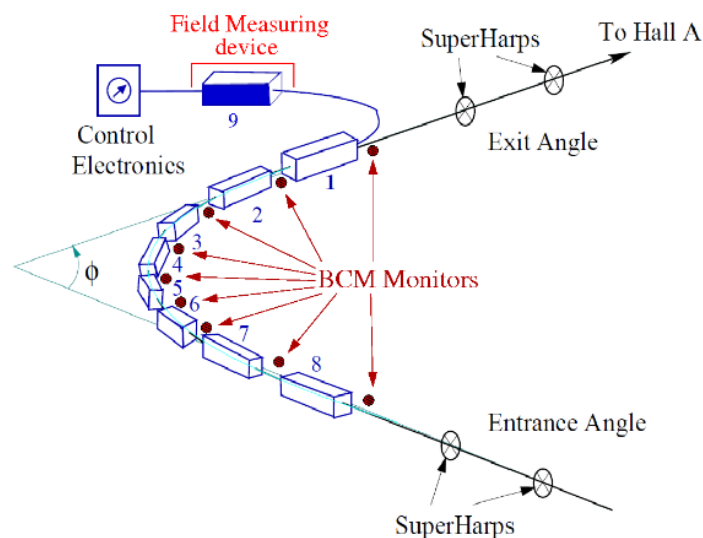 Field Measuring
device
To Hall A
SuperHarps
9
Control
Electronics
Exit Angle
1
2
3
4
5
6
7
8
ϕ
BCM Monitors
Entrance Angle
SuperHarps